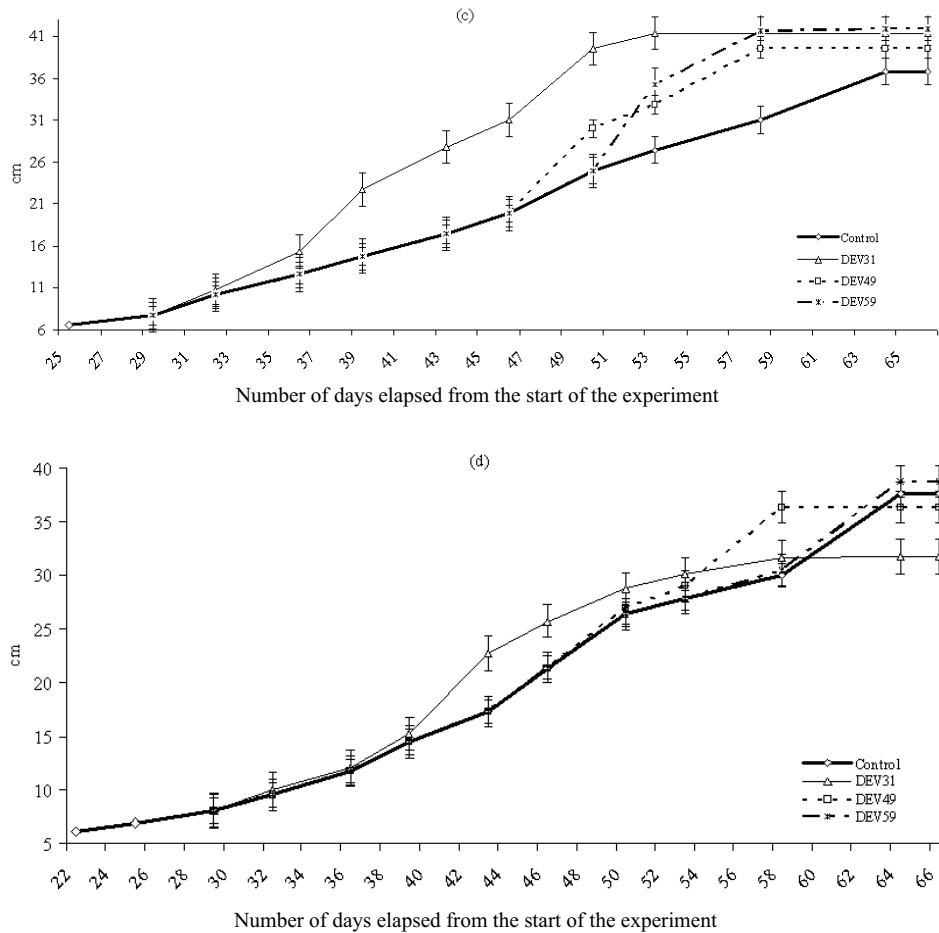 (c)
41
36
31
26
21
16
11
6
cm
Control
DEV31
DEV49
DEV59
25 27 29 31 33 35 37 39 41 43 45 47 49 51 53 55 57 59 61 63 65
Number of days elapsed from the start of the experiment
(d)
40
35
30
25
20
15
10
5
cm
Control
DEV31
DEV49
DEV59
22 24 26 28 30 32 34 36 38 40 42 44 46 48 50 52 54 56 58 60 62 64 66
Number of days elapsed from the start of the experiment